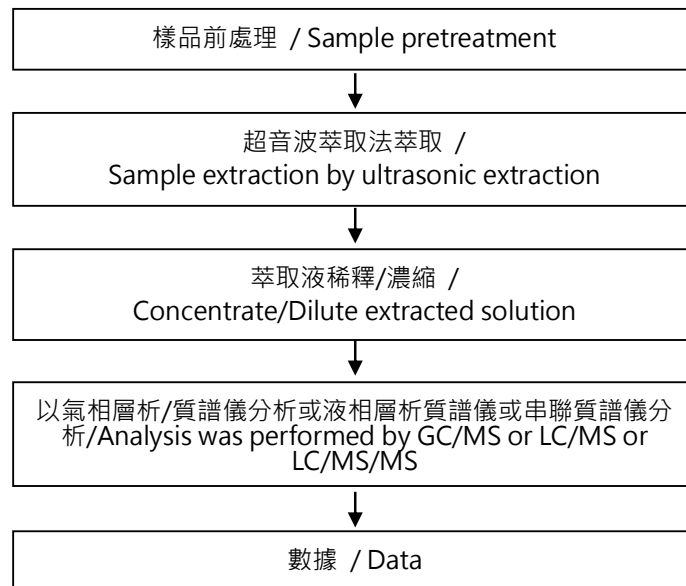 樣品前處理 / Sample pretreatment
超音波萃取法萃取 /
Sample extraction by ultrasonic extraction
萃取液稀釋/濃縮 /
Concentrate/Dilute extracted solution
以氣相層析/質譜儀分析或液相層析質譜儀或串聯質譜儀分
析/Analysis was performed by GC/MS or LC/MS or
LC/MS/MS
數據 / Data